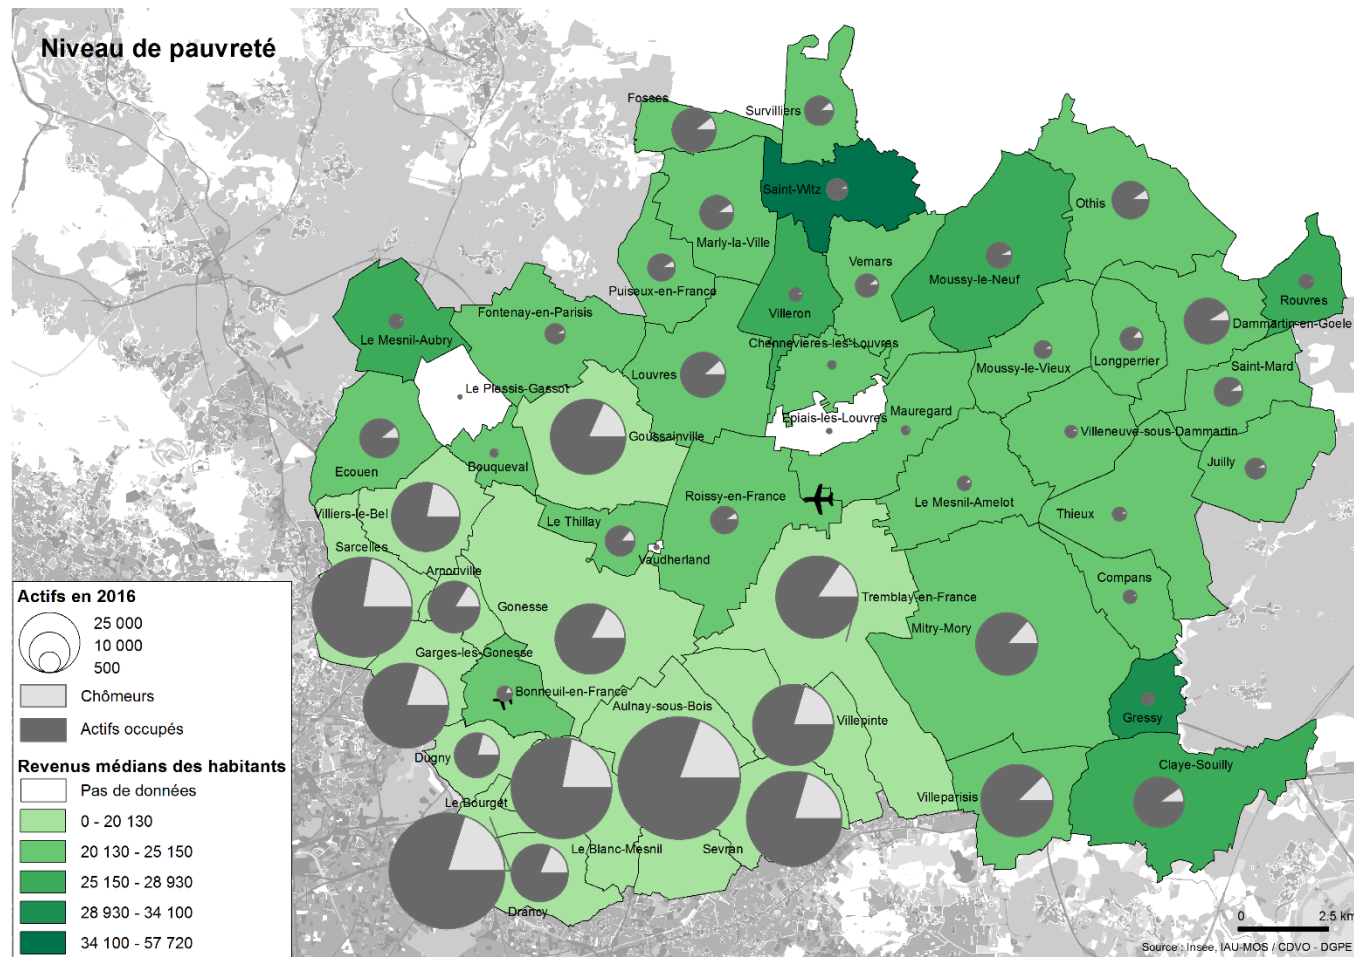 Niveau de pauvreté
Fosses
Survilliers
Saint-Witz
Othis
Marly-la-Ville
Vemars
Moussy-le-Neuf
Rouvres
Puiseux-en-France
Villeron
Fontenay-en-Parisis
Le Mesnil-Aubry
Chennevières-les-Louvres
Dammartin-en-Goele
Longperrier
Moussy-le-Vieux
Saint-Mard
Louvres
Le Plessis-Gassot
Epiais-les-Louvres
Mauregard
Villeneuve-sous-Dammartin
Goussainville
Bouqueval
Ecouen
Juilly
Roissy-en-France
Le Mesnil-Amelot
Thieux
Villiers-le-Bel
Le Thillay
Vaudherland
Sarcelles
Arnouville
Compans
Gonesse
Tremblay-en-France
Mitry-Mory
Garges-les-Gonesse
Bonneuil-en-France
Aulnay-sous-Bois
Villepinte
Gressy
Dugny
Claye-Souilly
Le Bourget
Villeparisis
Le Blanc-Mesnil
Sevran
Drancy
Actifs en 2016
25 000
10 000
500
Chômeurs
Actifs occupés
Revenus médians des habitants
Pas de données
0 - 20 130
20 130 - 25 150
25 150 - 28 930
28 930 - 34 100
34 100 - 57 720
0 2.5 km
Source : Insee, IAU-MOS / CDVO - DGPE